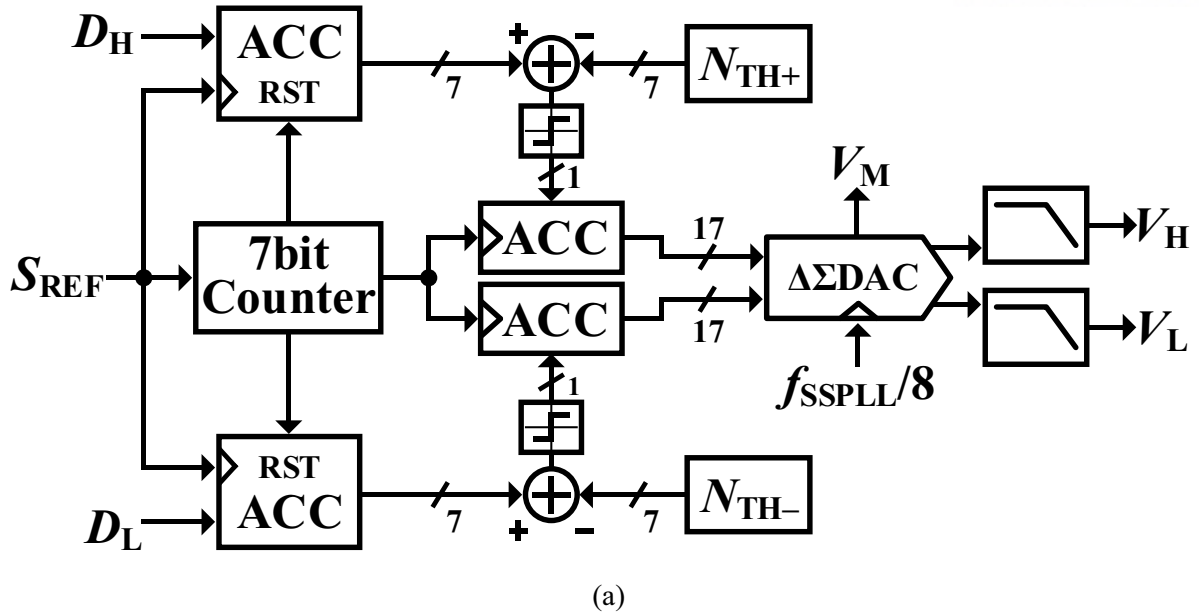 D_H
ACC
RST
7
+
−
7
N_TH+
1
S_REF
7bit
Counter
ACC
17
ACC
17
1
V_M
ΔΣDAC
f_SSPLL/8
V_H
V_L
D_L
RST
ACC
7
+
−
7
N_TH−
(a)